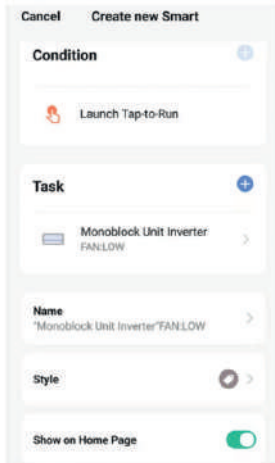 Cancel Create new Smart
Condition
Launch Tap-to-Run
Task
Monoblock Unit Inverter
FAN:LOW
Name
"Monoblock Unit Inverter"FAN:LOW
Style
Show on Home Page